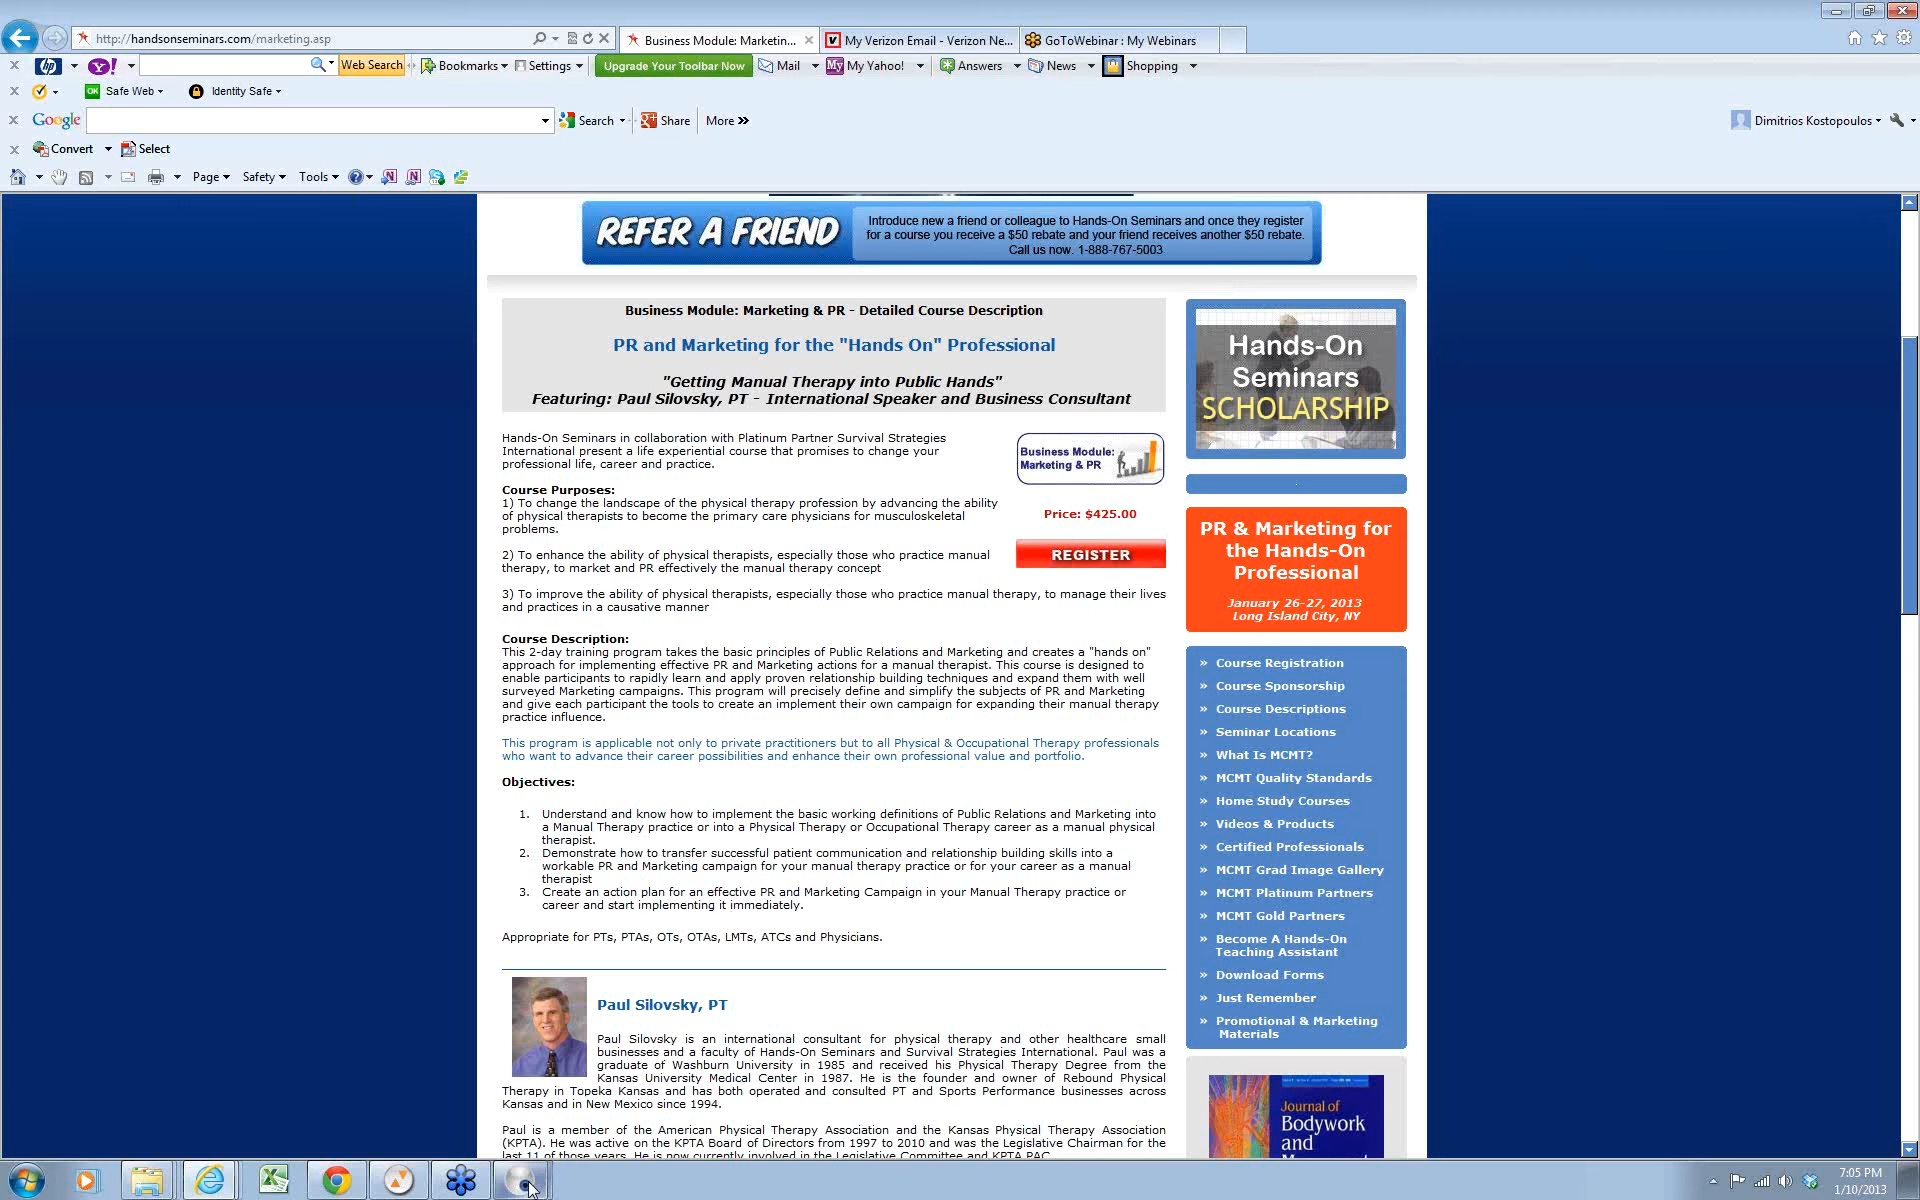 http://handsonseminars.com/marketing.asp
Business Module: Marketin...
My Verizon Email - Verizon Ne...
GoToWebinar : My Webinars
Web Search
Bookmarks
Settings
Upgrade Your Toolbar Now
Mail
My Yahoo!
Answers
News
Shopping
Safe Web
Identity Safe
Google
Search
Share
More »
Dimitrios Kostopoulos
Convert
Select
Page
Safety
Tools
REFER A FRIEND
Introduce new a friend or colleague to Hands-On Seminars and once they register
for a course you receive a $50 rebate and your friend receives another $50 rebate.
Call us now. 1-888-767-5003
Business Module: Marketing & PR - Detailed Course Description
PR and Marketing for the "Hands On" Professional
"Getting Manual Therapy into Public Hands"
Featuring: Paul Silovsky, PT - International Speaker and Business Consultant
Hands-On Seminars in collaboration with Platinum Partner Survival Strategies
International present a life experiential course that promises to change your
professional life, career and practice.
Business Module:
Marketing & PR
Price: $425.00
REGISTER
Course Purposes:
1) To change the landscape of the physical therapy profession by advancing the ability
of physical therapists to become the primary care physicians for musculoskeletal
problems.
2) To enhance the ability of physical therapists, especially those who practice manual
therapy, to market and PR effectively the manual therapy concept
3) To improve the ability of physical therapists, especially those who practice manual therapy, to manage their lives
and practices in a causative manner
Course Description:
This 2-day training program takes the basic principles of Public Relations and Marketing and creates a "hands on"
approach for implementing effective PR and Marketing actions for a manual therapist. This course is designed to
enable participants to rapidly learn and apply proven relationship building techniques and expand them with well
surveyed Marketing campaigns. This program will precisely define and simplify the subjects of PR and Marketing
and give each participant the tools to create an implement their own campaign for expanding their manual therapy
practice influence.
This program is applicable not only to private practitioners but to all Physical & Occupational Therapy professionals
who want to advance their career possibilities and enhance their own professional value and portfolio.
Objectives:
1. Understand and know how to implement the basic working definitions of Public Relations and Marketing into
a Manual Therapy practice or into a Physical Therapy or Occupational Therapy career as a manual physical
therapist.
2. Demonstrate how to transfer successful patient communication and relationship building skills into a
workable PR and Marketing campaign for your manual therapy practice or for your career as a manual
therapist
3. Create an action plan for an effective PR and Marketing Campaign in your Manual Therapy practice or
career and start implementing it immediately.
Appropriate for PTs, PTAs, OTs, OTAs, LMTs, ATCs and Physicians.
Paul Silovsky, PT
Paul Silovsky is an international consultant for physical therapy and other healthcare small
businesses and a faculty of Hands-On Seminars and Survival Strategies International. Paul was a
graduate of Washburn University in 1985 and received his Physical Therapy Degree from the
Kansas University Medical Center in 1987. He is the founder and owner of Rebound Physical
Therapy in Topeka Kansas and has both operated and consulted PT and Sports Performance businesses across
Kansas and in New Mexico since 1994.
Paul is a member of the American Physical Therapy Association and the Kansas Physical Therapy Association
(KPTA). He was active on the KPTA Board of Directors from 1997 to 2010 and was the Legislative Chairman for the
last 11 of those years. He is now currently involved in the Legislative Committee and KPTA PAC.
Hands-On
Seminars
SCHOLARSHIP
PR & Marketing for
the Hands-On
Professional
January 26-27, 2013
Long Island City, NY
» Course Registration
» Course Sponsorship
» Course Descriptions
» Seminar Locations
» What Is MCMT?
» MCMT Quality Standards
» Home Study Courses
» Videos & Products
» Certified Professionals
» MCMT Grad Image Gallery
» MCMT Platinum Partners
» MCMT Gold Partners
» Become A Hands-On
Teaching Assistant
» Download Forms
» Just Remember
» Promotional & Marketing
Materials
Journal of
Bodywork
and
7:05 PM
1/10/2013